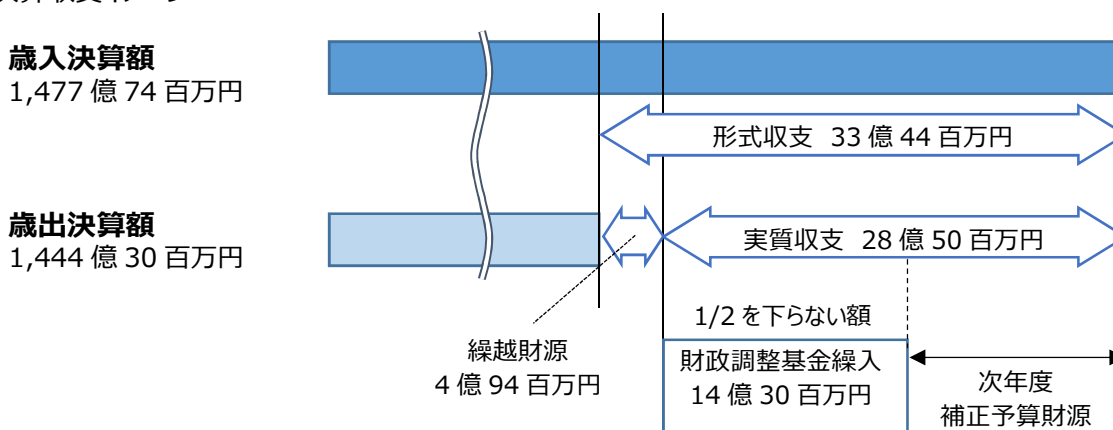 歳入決算額
1,477 億 74 百万円
形式収支 33 億 44 百万円
歳出決算額
1,444 億 30 百万円
実質収支 28 億 50 百万円
1/2 を下らない額
繰越財源
4 億 94 百万円
財政調整基金繰入
14 億 30 百万円
次年度
補正予算財源